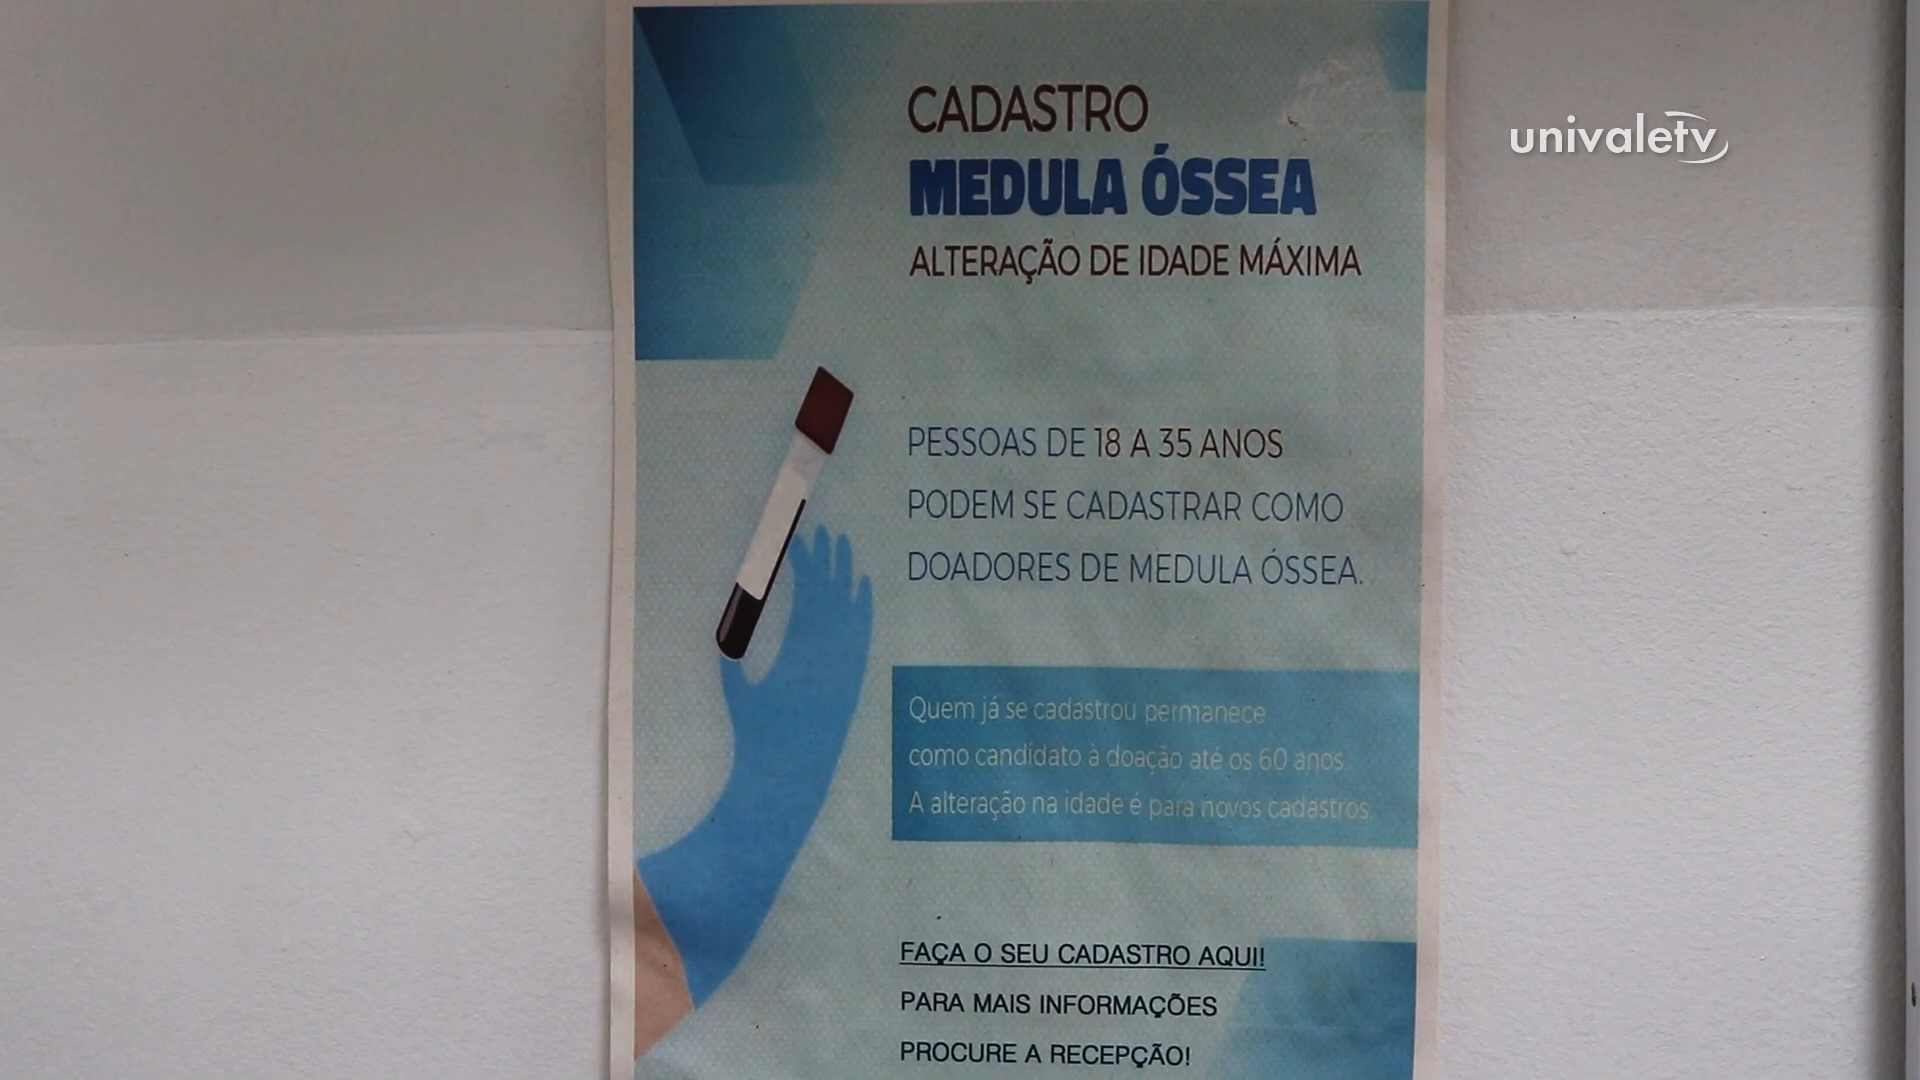 CADASTRO
MEDULA ÓSSEA
ALTERAÇÃO DE IDADE MÁXIMA
univaletv
PESSOAS DE 18 A 35 ANOS
PODEM SE CADASTRAR COMO
DOADORES DE MEDULA ÓSSEA.
Quem já se cadastrou permanece
como candidato à doação até os 60 anos
A alteração na idade é para novos cadastros.
FAÇA O SEU CADASTRO AQUI!
PARA MAIS INFORMAÇÕES
PROCURE A RECEPÇÃO!